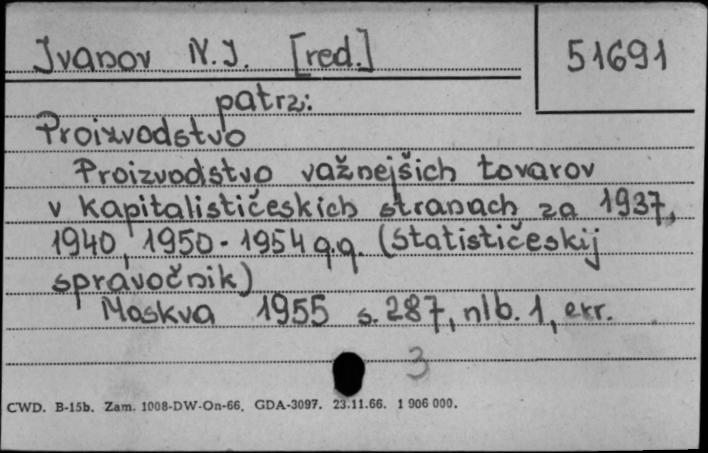 Ivanov N.I. [red.]
51691
patrz:
Proizvodstvo
Proizvodstvo važnejšich tovarov
v kapitalističeskich stranach za 1937,
1940, 1950-1954 g.g. (statističeskij
spravočnik)
Moskva 1955 s. 287, nlb. 1, err.
3
CWD. B-15b. Zam. 1008-DW-On-66. GDA-3097. 23.11.66. 1 906 000.